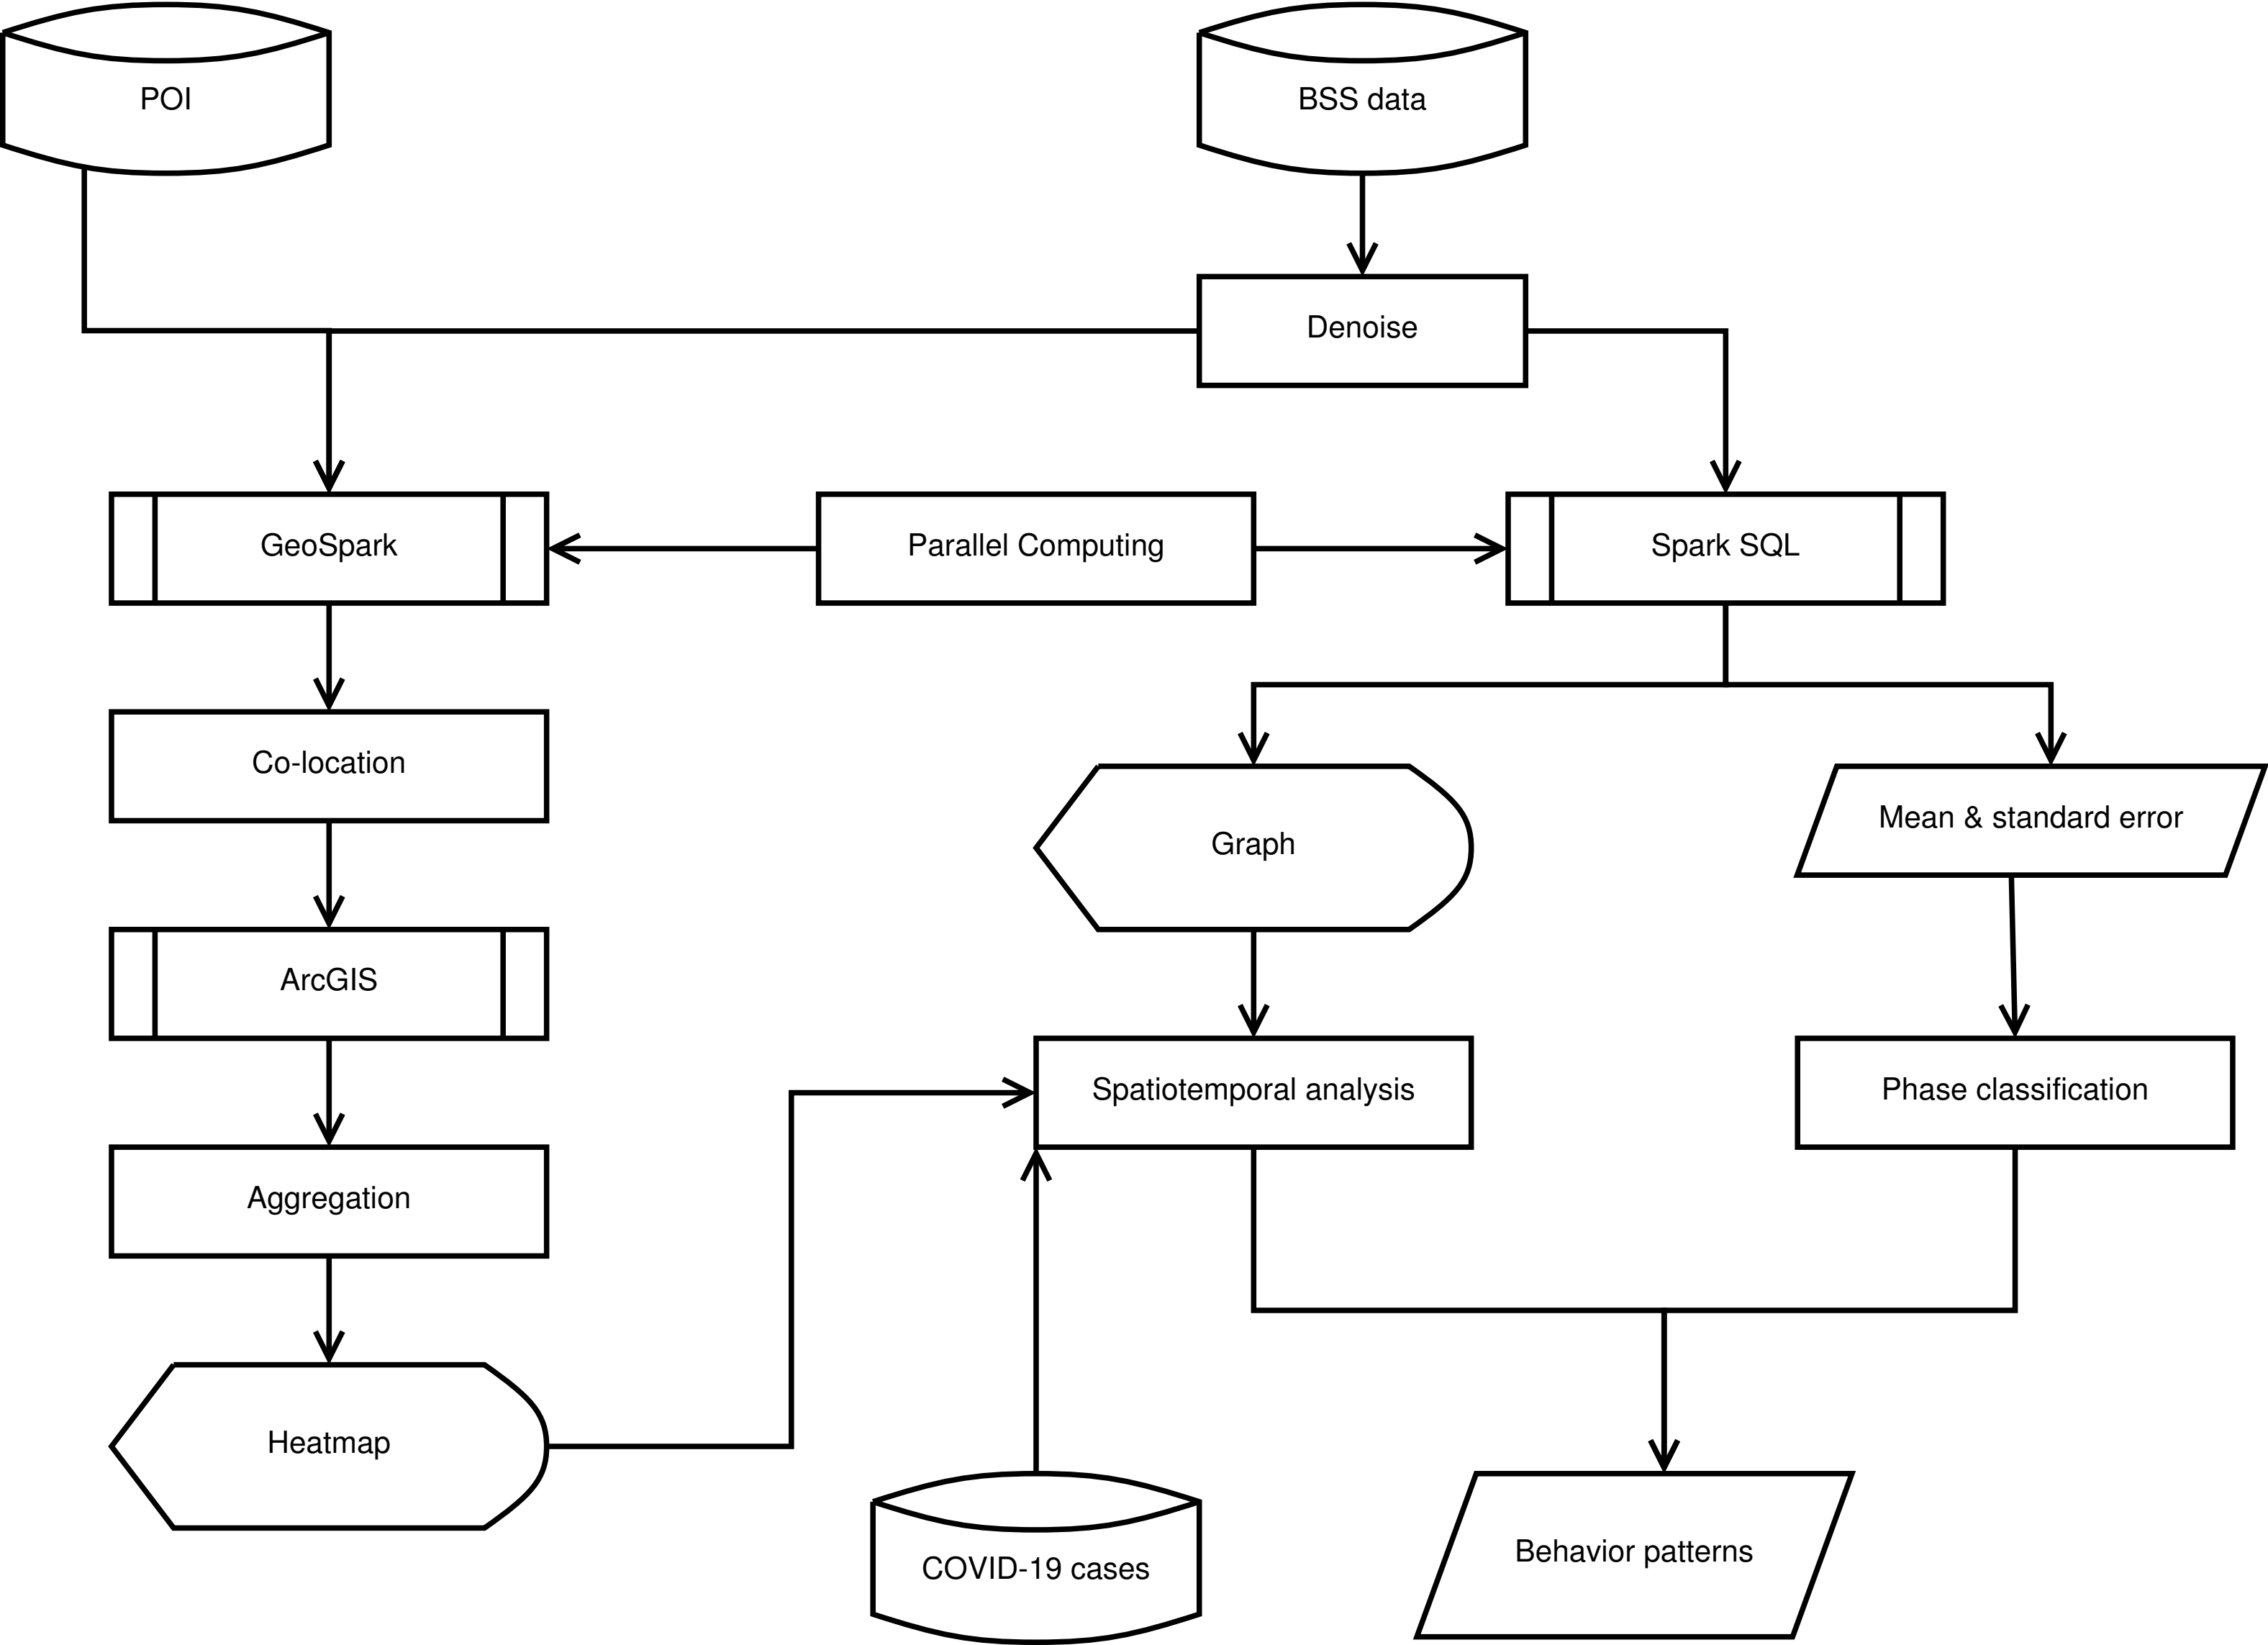 POI
BSS data
Denoise
GeoSpark
Parallel Computing
Spark SQL
Co-location
Graph
Mean & standard error
ArcGIS
Spatiotemporal analysis
Phase classification
Aggregation
Heatmap
COVID-19 cases
Behavior patterns